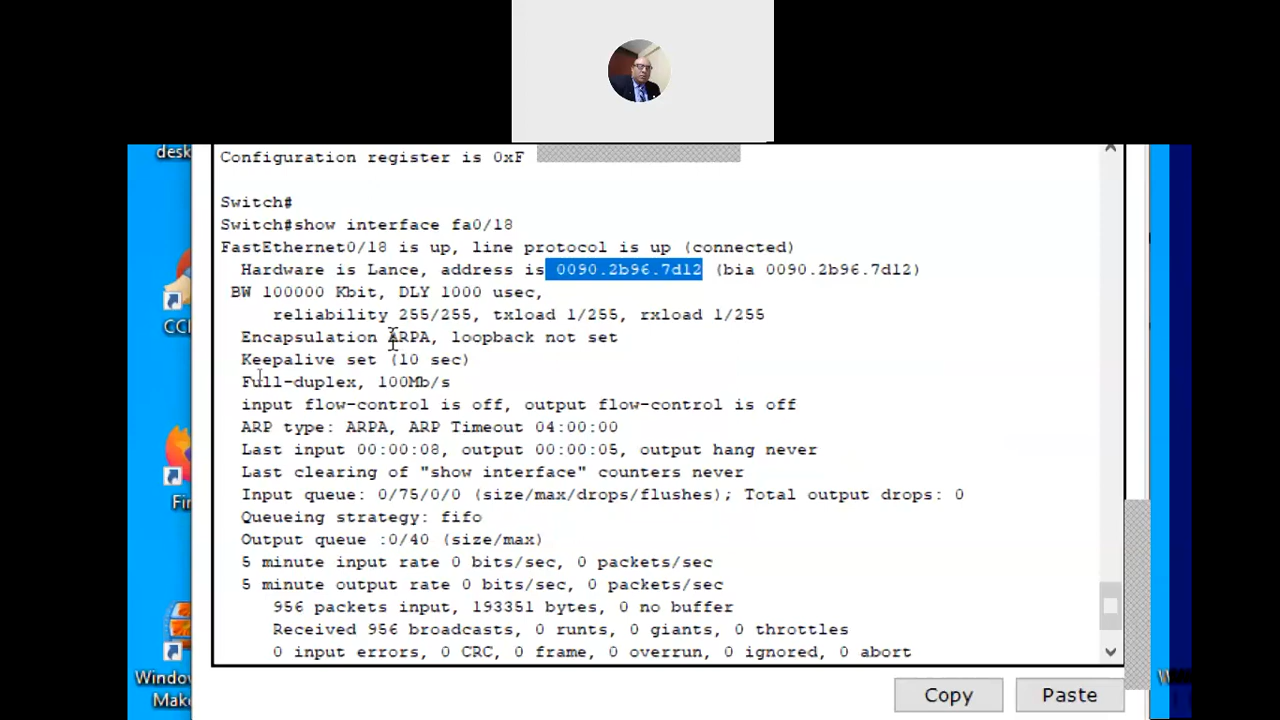 desk
Configuration register is 0xF
Switch#
Switch#show interface fa0/18
FastEthernet0/18 is up, line protocol is up (connected)
Hardware is Lance, address is 0090.2b96.7d12 (bia 0090.2b96.7d12)
BW 100000 Kbit, DLY 1000 usec,
reliability 255/255, txload 1/255, rxload 1/255
Encapsulation ARPA, loopback not set
Keepalive set (10 sec)
Full-duplex, 100Mb/s
input flow-control is off, output flow-control is off
ARP type: ARPA, ARP Timeout 04:00:00
Last input 00:00:08, output 00:00:05, output hang never
Last clearing of "show interface" counters never
Input queue: 0/75/0/0 (size/max/drops/flushes); Total output drops: 0
Queueing strategy: fifo
Output queue :0/40 (size/max)
5 minute input rate 0 bits/sec, 0 packets/sec
5 minute output rate 0 bits/sec, 0 packets/sec
956 packets input, 193351 bytes, 0 no buffer
Received 956 broadcasts, 0 runts, 0 giants, 0 throttles
0 input errors, 0 CRC, 0 frame, 0 overrun, 0 ignored, 0 abort
CC
Fi
Window
Mak
Copy
Paste